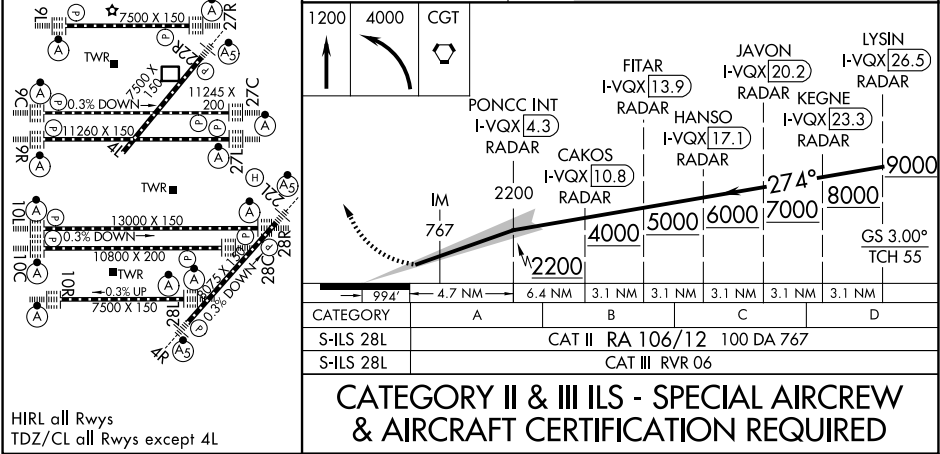 9L
7500 X 150
27R
A
A
P
P
TWR
22R
A5
7500 X 150
P
A
9C
0.3% DOWN
11245 X 200
27C
A
P
P
11260 X 150
9R
4L
27L
A
A
H
TWR
22L
A5
P
10L
13000 X 150
0.3% DOWN
28R
A
10C
10800 X 200
28C
A
TWR
P
A
A
8075 X 150
0.3% DOWN
10R
0.3% UP
7500 X 150
28L
A
P
4R
A5
HIRL all Rwys
TDZ/CL all Rwys except 4L
1200
4000
CGT
LYSIN
I-VQX 26.5
RADAR
JAVON
I-VQX 20.2
RADAR
FITAR
I-VQX 13.9
RADAR
KEGNE
I-VQX 23.3
RADAR
PONCC INT
I-VQX 4.3
RADAR
HANSO
I-VQX 17.1
RADAR
CAKOS
I-VQX 10.8
RADAR
IM
767
2200
2200
4000
5000
6000
7000
8000
9000
274°
GS 3.00°
TCH 55
994'
4.7 NM
6.4 NM
3.1 NM
3.1 NM
3.1 NM
3.1 NM
3.1 NM
CATEGORY A B C D
S-ILS 28L CAT II RA 106/12 100 DA 767
S-ILS 28L CAT III RVR 06
CATEGORY II & III ILS - SPECIAL AIRCREW
& AIRCRAFT CERTIFICATION REQUIRED